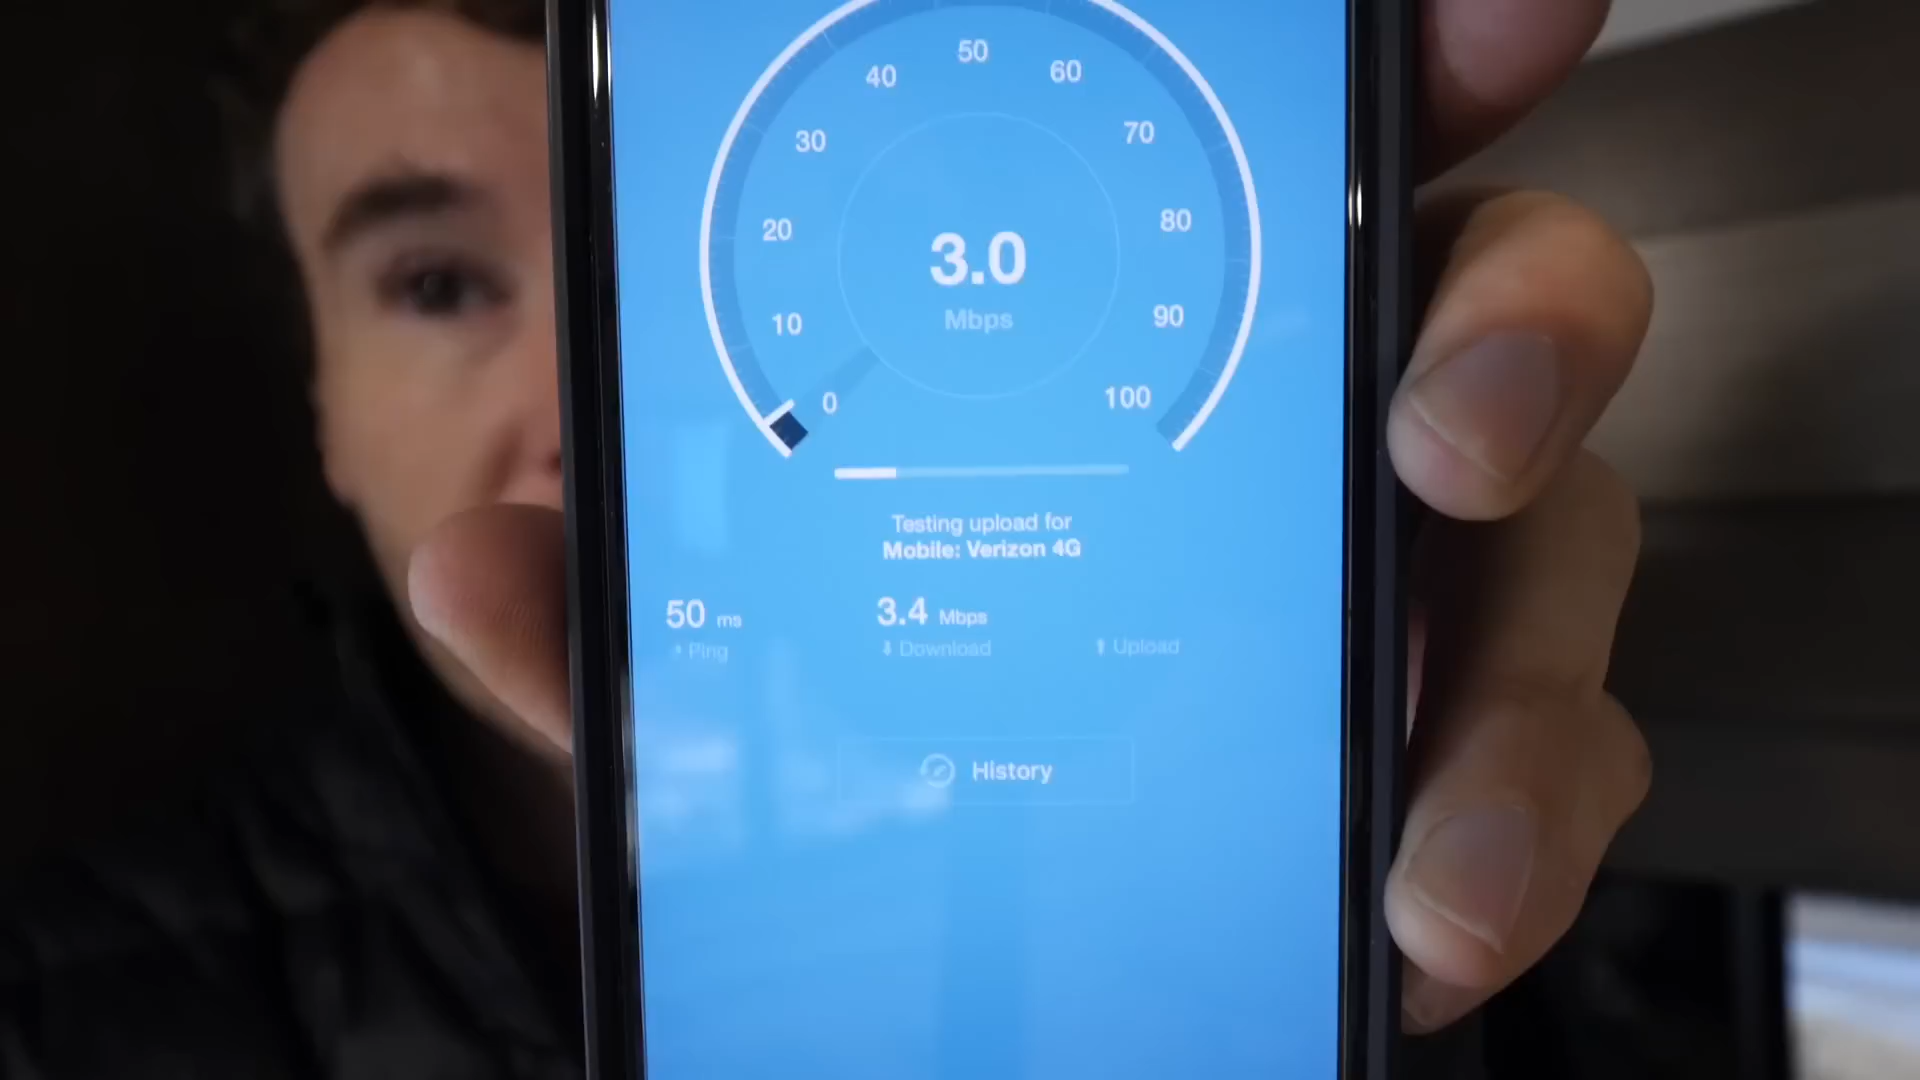 50
40
60
30
70
20
80
3.0
Mbps
10
90
0
100
Testing upload for
Mobile: Verizon 4G
50 ms
3.4 Mbps
Ping
Download
Upload
History